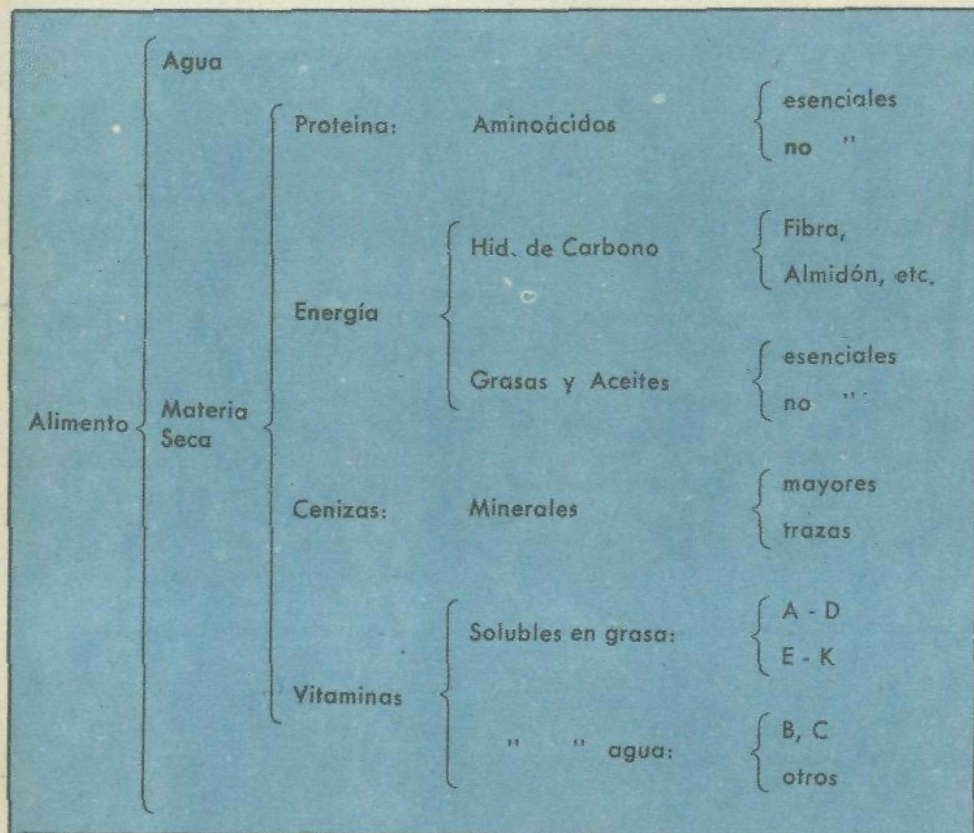 Agua
Proteína: Aminoácidos esenciales
no "
Hid. de Carbono Fibra,
Almidón, etc.
Energía
Grasas y Aceites esenciales
no "
Alimento Materia
Seca
Cenizas: Minerales mayores
trazas
Solubles en grasa: A - D
E - K
Vitaminas
" " agua: B, C
otros